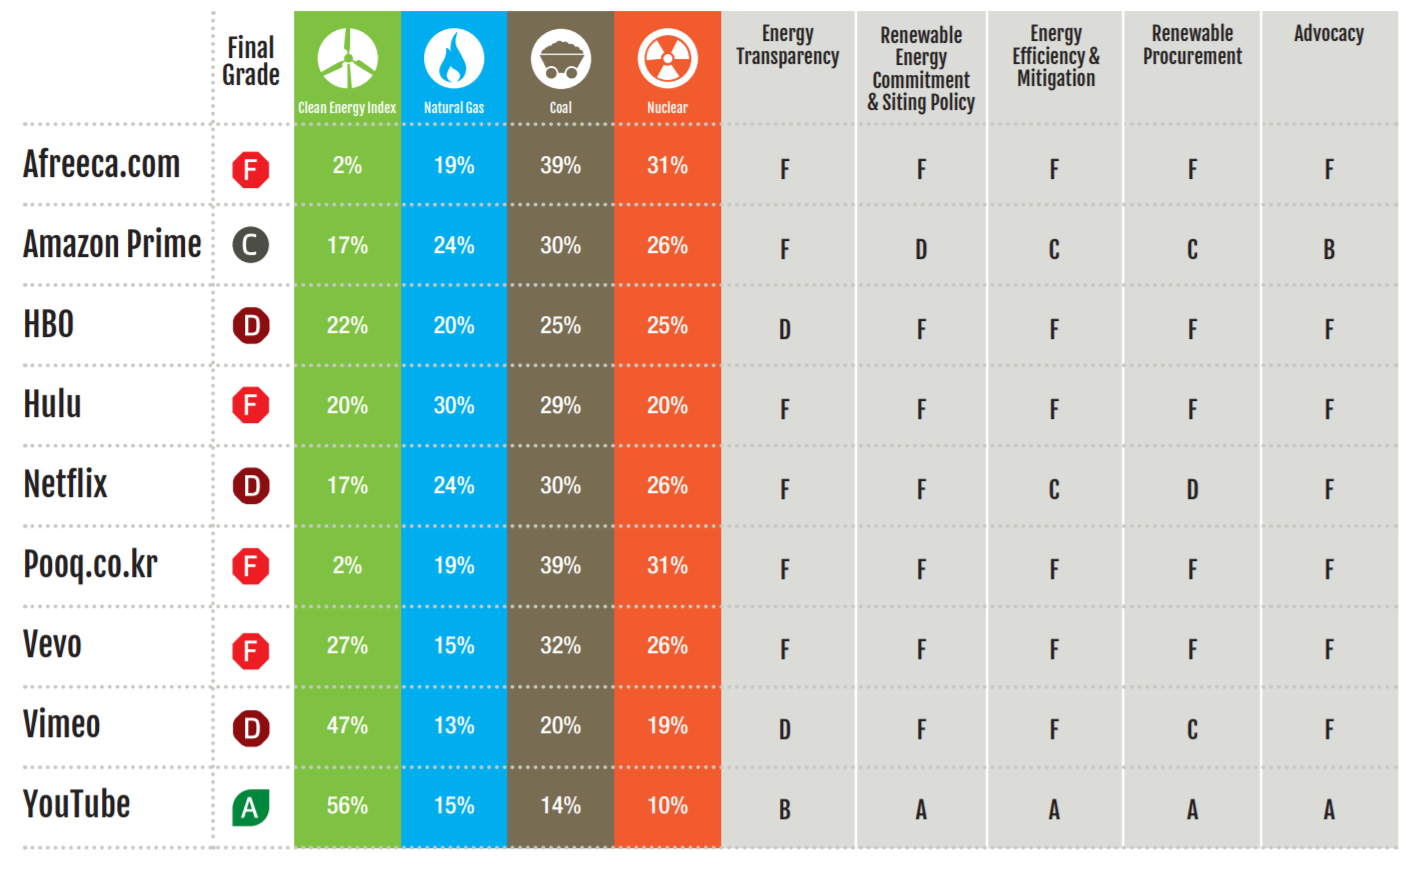 Final Grade
Clean Energy Index
Natural Gas
Coal
Nuclear
Energy Transparency
Renewable Energy Commitment & Siting Policy
Energy Efficiency & Mitigation
Renewable Procurement
Advocacy
Afreeca.com F 2% 19% 39% 31% F F F F F
Amazon Prime C 17% 24% 30% 26% F D C C B
HBO D 22% 20% 25% 25% D F F F F
Hulu F 20% 30% 29% 20% F F F F F
Netflix D 17% 24% 30% 26% F F C D F
Pooq.co.kr F 2% 19% 39% 31% F F F F F
Vevo F 27% 15% 32% 26% F F F F F
Vimeo D 47% 13% 20% 19% D F F C F
YouTube A 56% 15% 14% 10% B A A A A